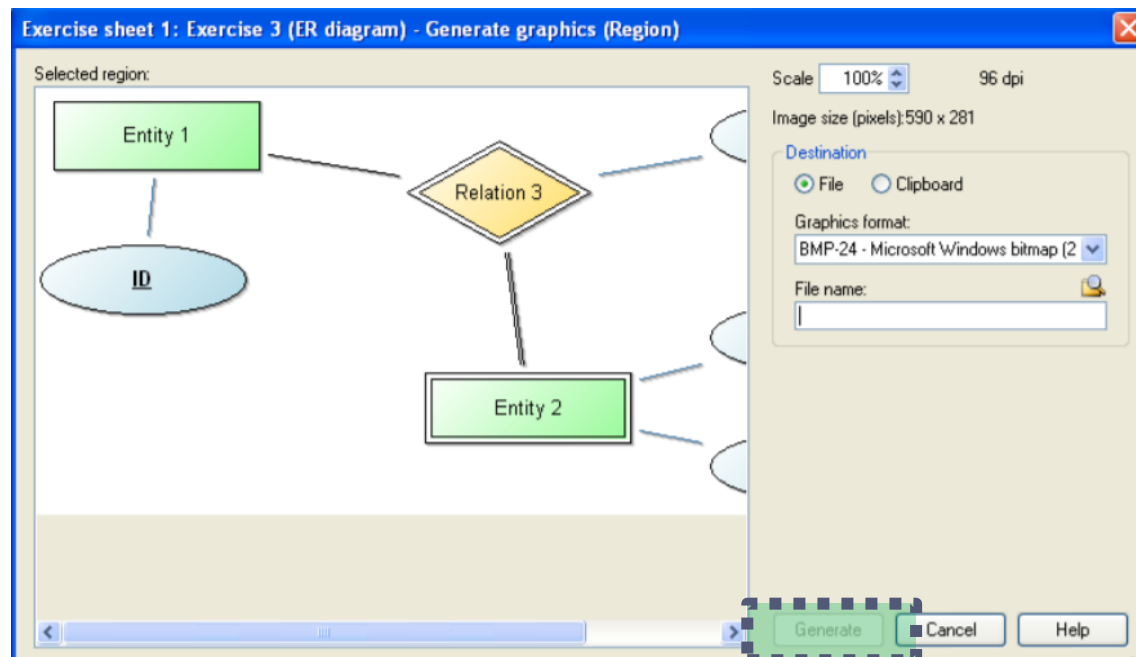 Exercise sheet 1: Exercise 3 (ER diagram) - Generate graphics (Region)
Selected region:
Entity 1
Relation 3
ID
Entity 2
Scale 100% 96 dpi
Image size (pixels):590 x 281
Destination
File Clipboard
Graphics format:
BMP-24 - Microsoft Windows bitmap (2
File name:
Generate Cancel Help